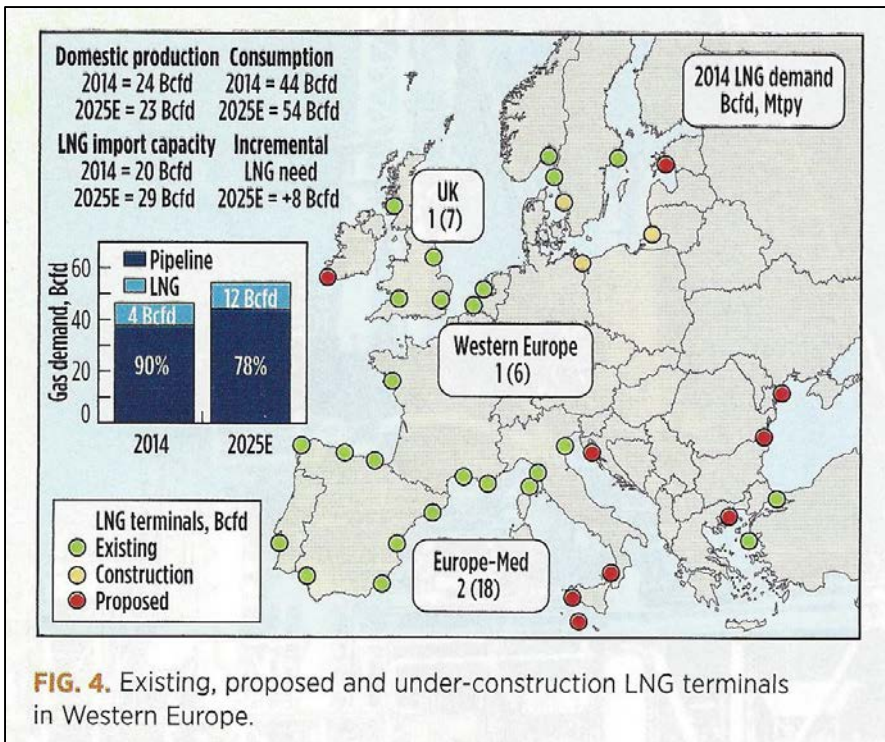 Domestic production
2014 = 24 Bcfd
2025E = 23 Bcfd
Consumption
2014 = 44 Bcfd
2025E = 54 Bcfd
LNG import capacity
2014 = 20 Bcfd
2025E = 29 Bcfd
Incremental
LNG need
2025E = +8 Bcfd
2014 LNG demand
Bcfd, Mtpy
UK
1 (7)
Western Europe
1 (6)
Europe-Med
2 (18)
Gas demand, Bcfd
60
40
20
0
Pipeline
LNG
4 Bcfd
90%
12 Bcfd
78%
2014
2025E
LNG terminals, Bcfd
Existing
Construction
Proposed
FIG. 4. Existing, proposed and under-construction LNG terminals
in Western Europe.